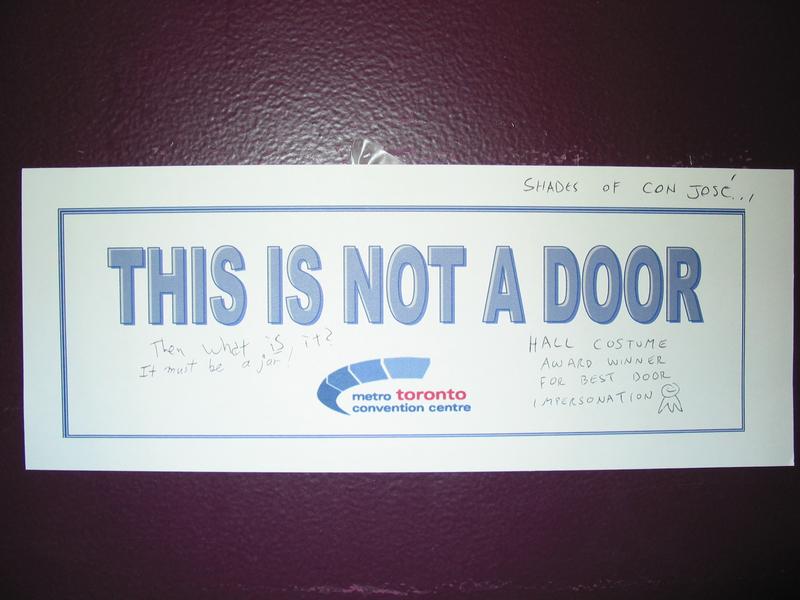 SHADES OF CON JOSÉ...
THIS IS NOT A DOOR
Then what is it?
It must be a jar!
HALL COSTUME
AWARD WINNER
FOR BEST DOOR
IMPERSONATION
metro toronto
convention centre